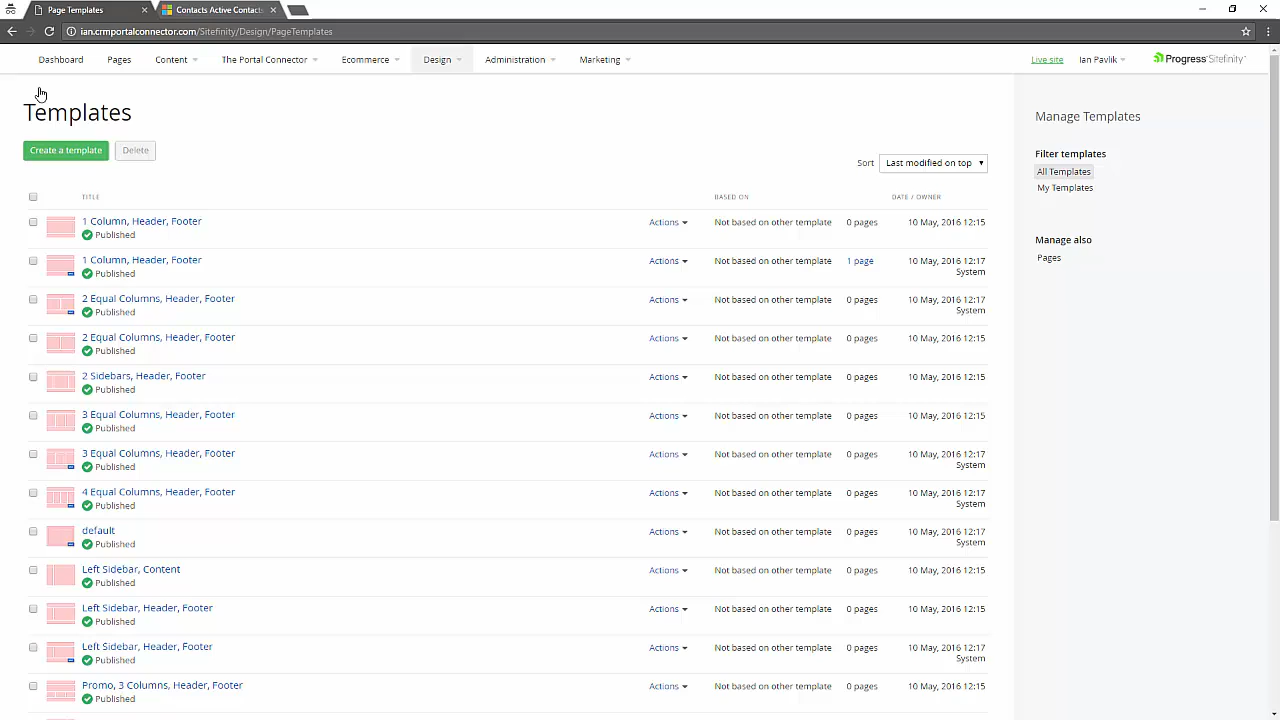 Page Templates
Contacts Active Contacts
ian.crmportalconnector.com/Sitefinity/Design/PageTemplates
Dashboard Pages Content The Portal Connector Ecommerce Design Administration Marketing Live site Ian Pavlik Progress Sitefinity
Templates
Create a template Delete
Sort Last modified on top
TITLE BASED ON DATE / OWNER
1 Column, Header, Footer Actions Not based on other template 0 pages 10 May, 2016 12:15
Published
1 Column, Header, Footer Actions Not based on other template 1 page 10 May, 2016 12:17
Published System
2 Equal Columns, Header, Footer Actions Not based on other template 0 pages 10 May, 2016 12:17
Published System
2 Equal Columns, Header, Footer Actions Not based on other template 0 pages 10 May, 2016 12:15
Published
2 Sidebars, Header, Footer Actions Not based on other template 0 pages 10 May, 2016 12:15
Published
3 Equal Columns, Header, Footer Actions Not based on other template 0 pages 10 May, 2016 12:15
Published
3 Equal Columns, Header, Footer Actions Not based on other template 0 pages 10 May, 2016 12:17
Published System
4 Equal Columns, Header, Footer Actions Not based on other template 0 pages 10 May, 2016 12:17
Published System
default Actions Not based on other template 0 pages 10 May, 2016 12:17
Published System
Left Sidebar, Content Actions Not based on other template 0 pages 10 May, 2016 12:15
Published
Left Sidebar, Header, Footer Actions Not based on other template 0 pages 10 May, 2016 12:15
Published
Left Sidebar, Header, Footer Actions Not based on other template 0 pages 10 May, 2016 12:17
Published System
Promo, 3 Columns, Header, Footer Actions Not based on other template 0 pages 10 May, 2016 12:15
Published
Manage Templates
Filter templates
All Templates
My Templates
Manage also
Pages